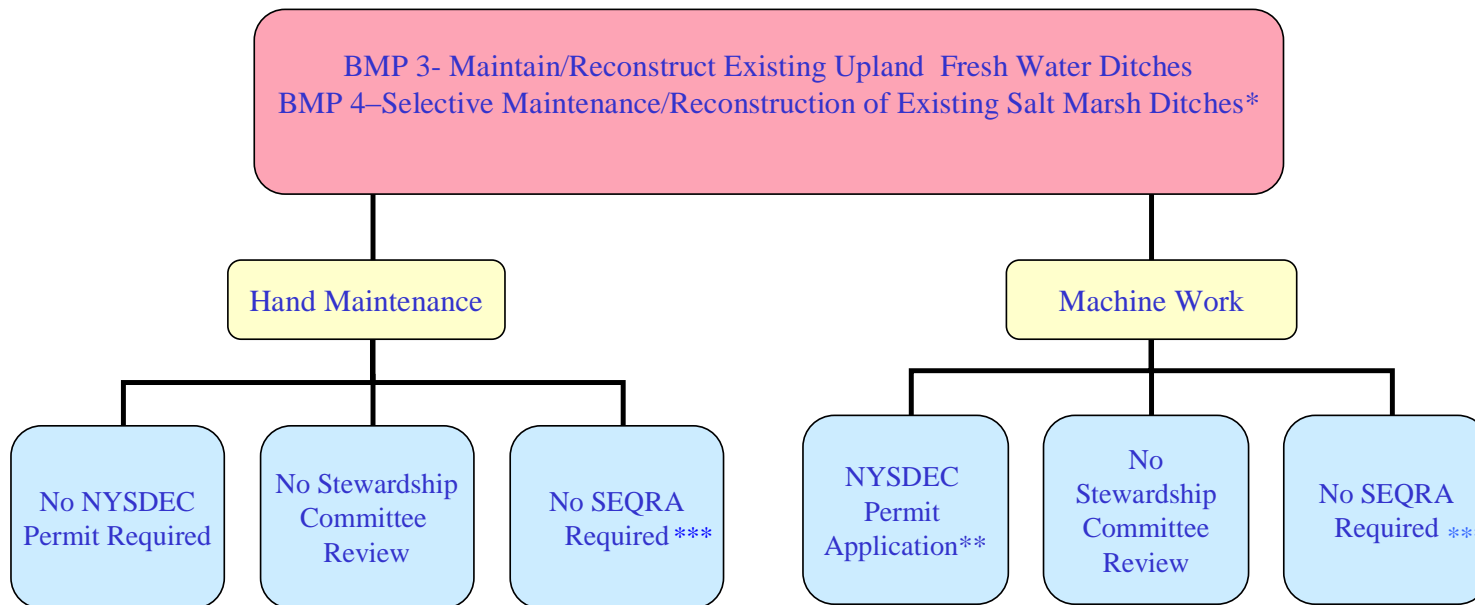 BMP 3- Maintain/Reconstruct Existing Upland Fresh Water Ditches
BMP 4–Selective Maintenance/Reconstruction of Existing Salt Marsh Ditches*
Hand Maintenance
Machine Work
No NYSDEC
Permit Required
No Stewardship
Committee
Review
No SEQRA
Required ***
NYSDEC
Permit
Application**
No
Stewardship
Committee
Review
No SEQRA
Required **